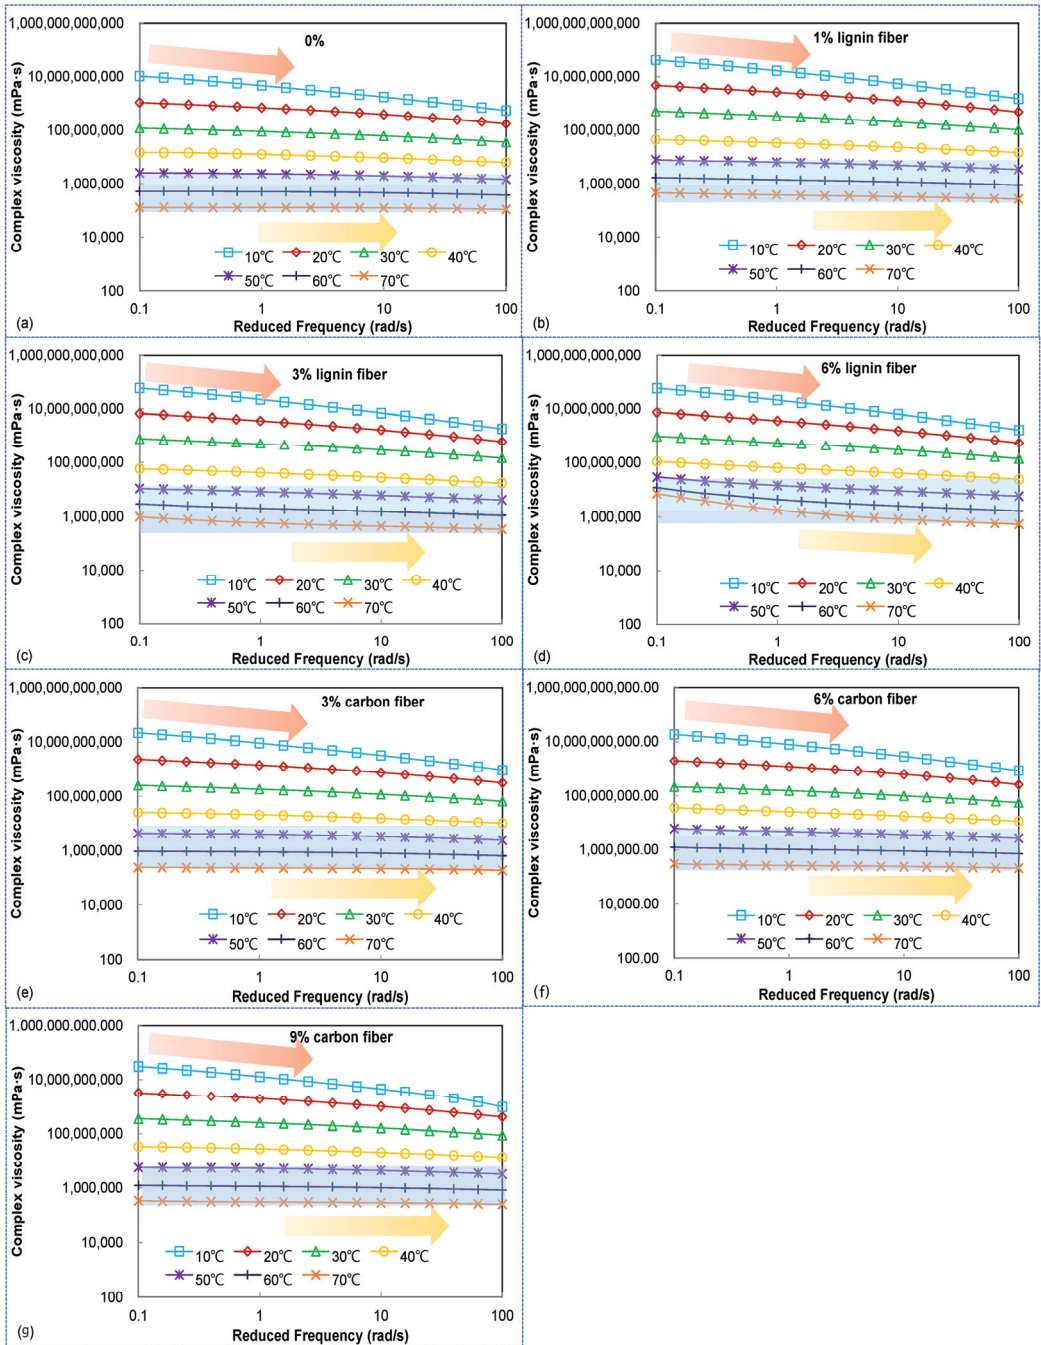 1,000,000,000,000
10,000,000,000
100,000,000
1,000,000
10,000
100
Complex viscosity (mPa·s)
0%
10℃ 20℃ 30℃ 40℃
50℃ 60℃ 70℃
0.1 1 10 100
Reduced Frequency (rad/s)
(a)
1,000,000,000,000
10,000,000,000
100,000,000
1,000,000
10,000
100
Complex viscosity (mPa·s)
1% lignin fiber
10℃ 20℃ 30℃ 40℃
50℃ 60℃ 70℃
0.1 1 10 100
Reduced Frequency (rad/s)
(b)
1,000,000,000,000
10,000,000,000
100,000,000
1,000,000
10,000
100
Complex viscosity (mPa·s)
3% lignin fiber
10℃ 20℃ 30℃ 40℃
50℃ 60℃ 70℃
0.1 1 10 100
Reduced Frequency (rad/s)
(c)
1,000,000,000,000
10,000,000,000
100,000,000
1,000,000
10,000
100
Complex viscosity (mPa·s)
6% lignin fiber
10℃ 20℃ 30℃ 40℃
50℃ 60℃ 70℃
0.1 1 10 100
Reduced Frequency (rad/s)
(d)
1,000,000,000,000
10,000,000,000
100,000,000
1,000,000
10,000
100
Complex viscosity (mPa·s)
3% carbon fiber
10℃ 20℃ 30℃ 40℃
50℃ 60℃ 70℃
0.1 1 10 100
Reduced Frequency (rad/s)
(e)
1,000,000,000,000.00
10,000,000,000.00
100,000,000.00
1,000,000.00
10,000.00
100.00
Complex viscosity (mPa·s)
6% carbon fiber
10℃ 20℃ 30℃ 40℃
50℃ 60℃ 70℃
0.1 1 10 100
Reduced Frequency (rad/s)
(f)
1.000.000.000.000
10,000,000,000
100,000,000
1,000,000
10,000
100
Complex viscosity (mPa·s)
9% carbon fiber
10℃ 20℃ 30℃ 40℃
50℃ 60℃ 70℃
0.1 1 10 100
Reduced Frequency (rad/s)
(g)